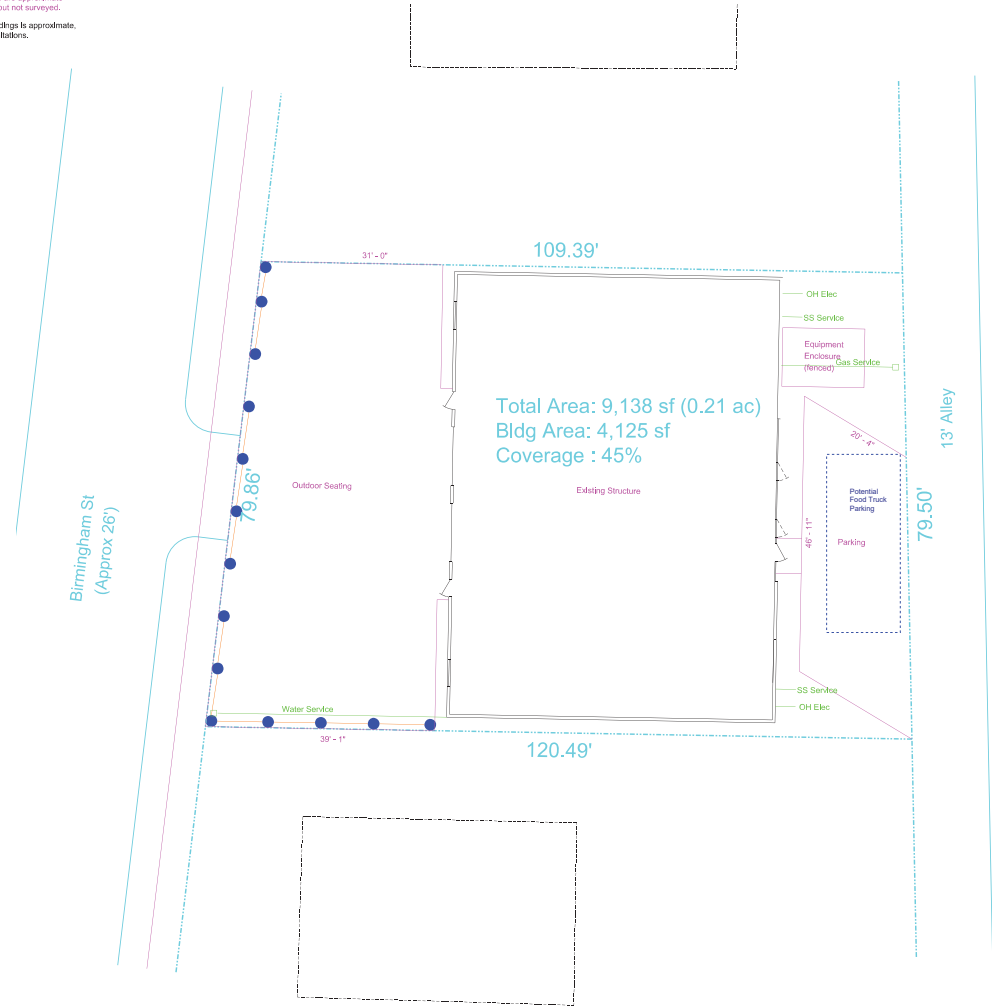 but not surveyed.
dings is approximate,
109.39'
31' - 0"
OH Elec
SS Service
Equipment
Enclosure
(fenced)
Gas Service
Total Area: 9,138 sf (0.21 ac)
Bldg Area: 4,125 sf
Coverage : 45%
13' Alley
20' - 4"
Outdoor Seating
Existing Structure
79.86'
Potential
Food Truck
Parking
Parking
46' - 11"
79.50'
Birmingham St
(Approx 26')
SS Service
OH Elec
Water Service
39' - 1"
120.49'